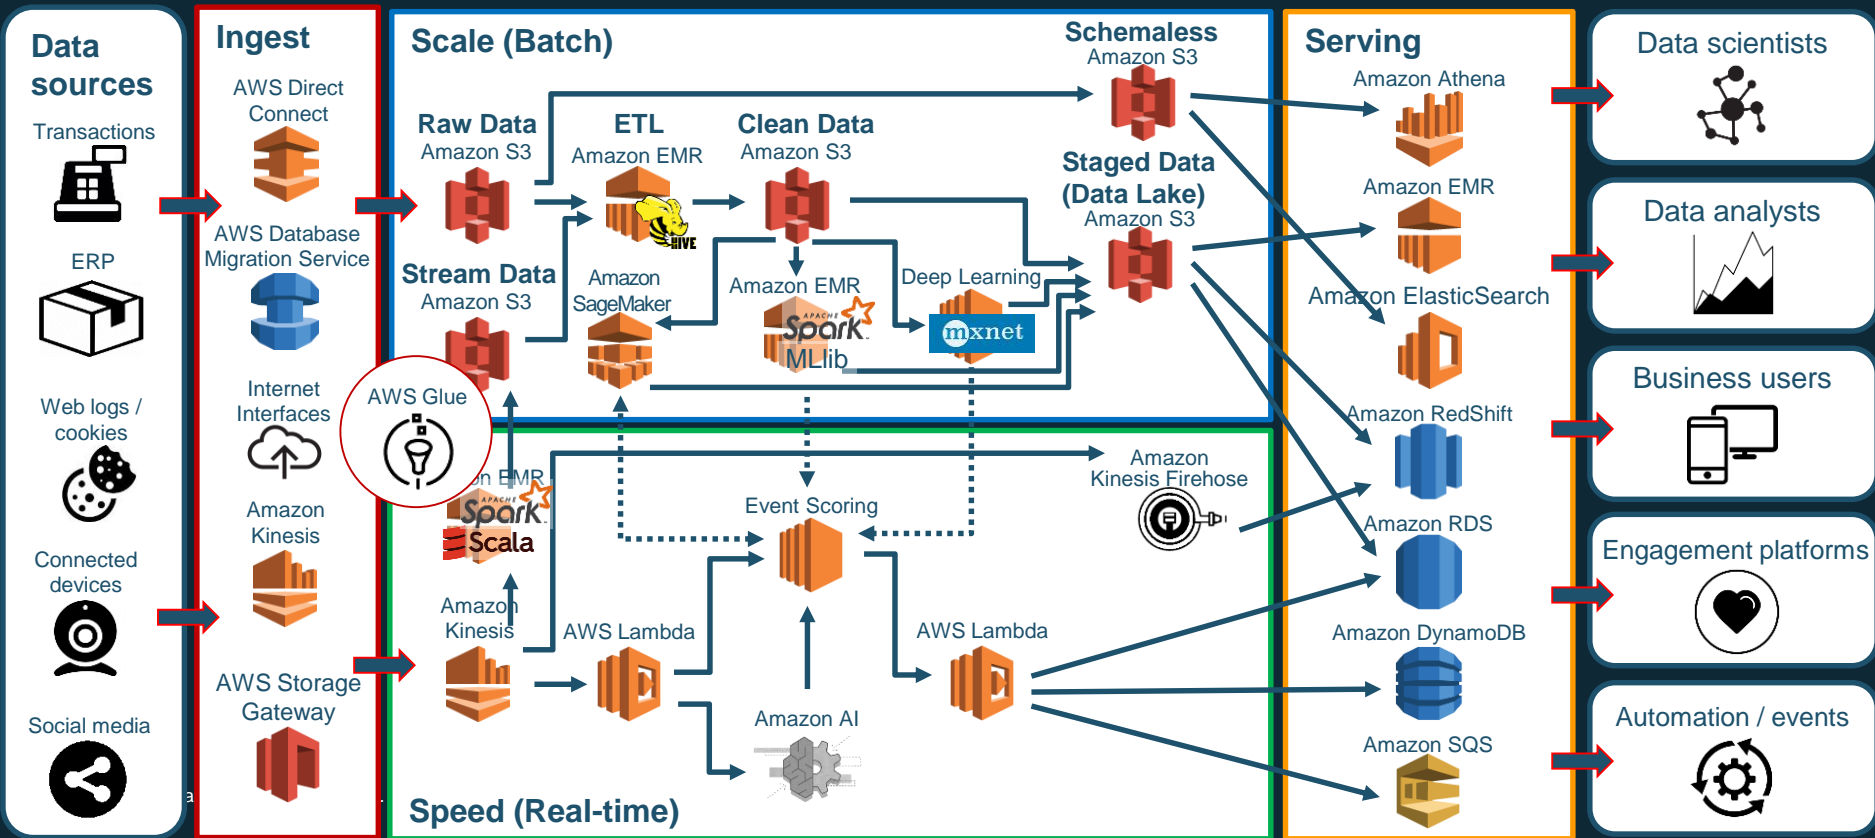 Data
sources
Transactions
ERP
Web logs /
cookies
Connected
devices
Social media
Ingest
AWS Direct
Connect
AWS Database
Migration Service
Internet
Interfaces
Amazon
Kinesis
AWS Storage
Gateway
AWS Glue
Scale (Batch)
Raw Data
Amazon S3
ETL
Amazon EMR
HIVE
Clean Data
Amazon S3
Schemaless
Amazon S3
Staged Data
(Data Lake)
Amazon S3
Stream Data
Amazon S3
Amazon
SageMaker
Amazon EMR
APACHE
Spark
MLlib
Deep Learning
mxnet
EMR
APACHE
Spark
Scala
Amazon
Kinesis
AWS Lambda
Event Scoring
Amazon AI
AWS Lambda
Amazon
Kinesis Firehose
Speed (Real-time)
Serving
Amazon Athena
Amazon EMR
Amazon ElasticSearch
Amazon RedShift
Amazon RDS
Amazon DynamoDB
Amazon SQS
Data scientists
Data analysts
Business users
Engagement platforms
Automation / events